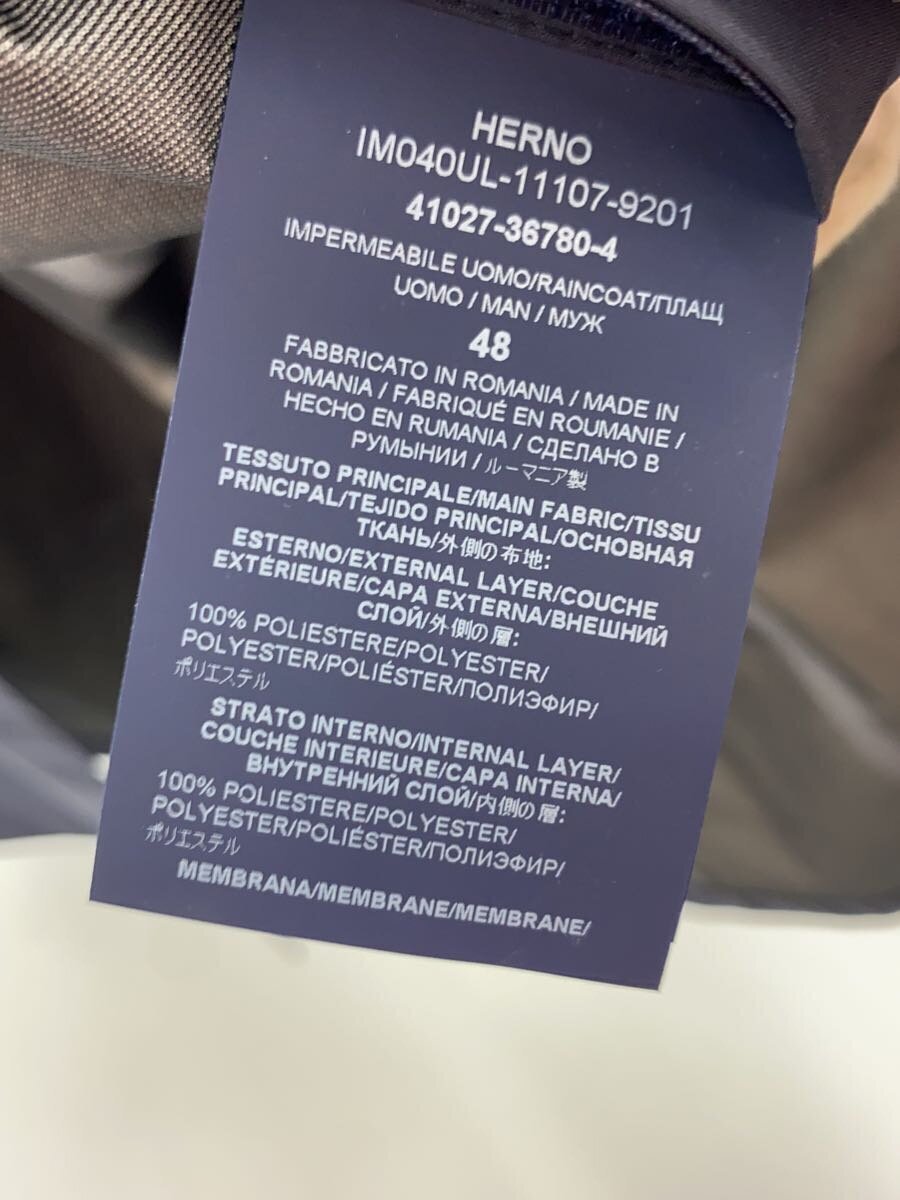 HERNO
IM040UL-11107-9201
41027-36780-4
IMPERMEABILE UOMO/RAINCOAT/ПЛАЩ
UOMO / MAN / МУЖ
48
FABBRICATO IN ROMANIA / MADE IN
ROMANIA / FABRIQUÉ EN ROUMANIE /
HECHO EN RUMANIA / СДЕЛАНО В
РУМЫНИИ / ルーマニア製
TESSUTO PRINCIPALE/MAIN FABRIC/TISSU
PRINCIPAL/TEJIDO PRINCIPAL/ОСНОВНАЯ
ТКАНЬ/外側の布地:
ESTERNO/EXTERNAL LAYER/COUCHE
EXTÉRIEURE/CAPA EXTERNA/ВНЕШНИЙ
СЛОЙ/外側の層:
100% POLIESTERE/POLYESTER/
POLYESTER/POLIÉSTER/ПОЛИЭФИР/
ポリエステル
STRATO INTERNO/INTERNAL LAYER/
COUCHE INTERIEURE/CAPA INTERNA/
ВНУТРЕННИЙ СЛОЙ/内側の層:
100% POLIESTERE/POLYESTER/
POLYESTER/POLIÉSTER/ПОЛИЭФИР/
ポリエステル
MEMBRANA/MEMBRANE/MEMBRANE/